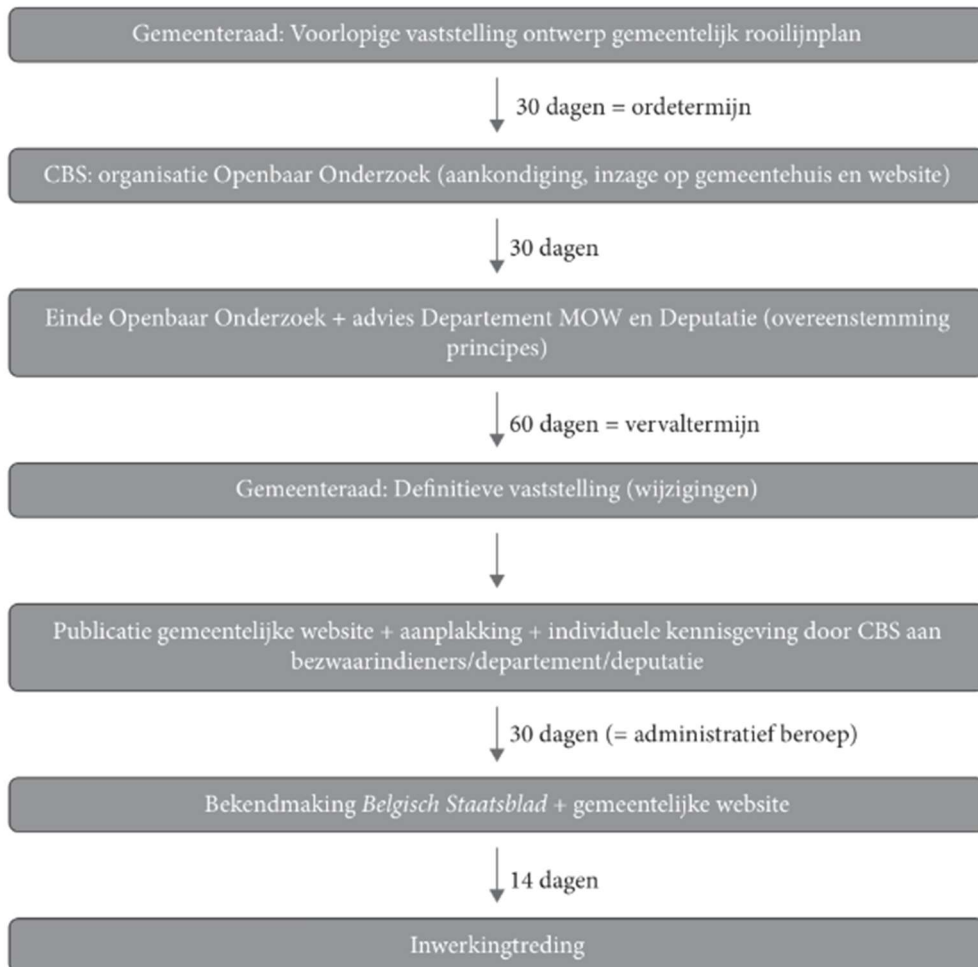 Gemeenteraad: Voorlopige vaststelling ontwerp gemeentelijk rooilijnplan
30 dagen = ordetermijn
CBS: organisatie Openbaar Onderzoek (aankondiging, inzage op gemeentehuis en website)
30 dagen
Einde Openbaar Onderzoek + advies Departement MOW en Deputatie (overeenstemming
principes)
60 dagen = vervaltermijn
Gemeenteraad: Definitieve vaststelling (wijzigingen)
Publicatie gemeentelijke website + aanplakking + individuele kennisgeving door CBS aan
bezwaarindieners/departement/deputatie
30 dagen (= administratief beroep)
Bekendmaking Belgisch Staatsblad + gemeentelijke website
14 dagen
Inwerkingtreding